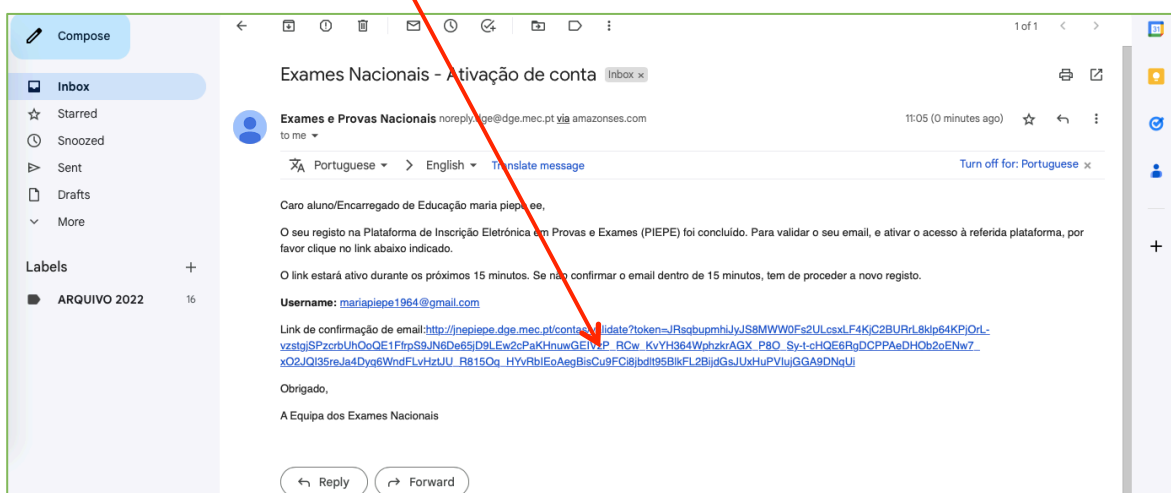 Compose
1 of 1
Inbox
Starred
Snoozed
Sent
Drafts
More
Labels
ARQUIVO 2022 16
Exames Nacionais - Ativação de conta Inbox ×
Exames e Provas Nacionais noreply.dge@dge.mec.pt via amazonses.com 11:05 (0 minutes ago)
to me
Portuguese > English Translate message Turn off for: Portuguese ×
Caro aluno/Encarregado de Educação maria piepe ee,
O seu registo na Plataforma de Inscrição Eletrónica em Provas e Exames (PIEPE) foi concluído. Para validar o seu email, e ativar o acesso à referida plataforma, por
favor clique no link abaixo indicado.
O link estará ativo durante os próximos 15 minutos. Se não confirmar o email dentro de 15 minutos, tem de proceder a novo registo.
Username: mariapiepe1964@gmail.com
Link de confirmação de email:
Obrigado,
A Equipa dos Exames Nacionais
Reply Forward
31